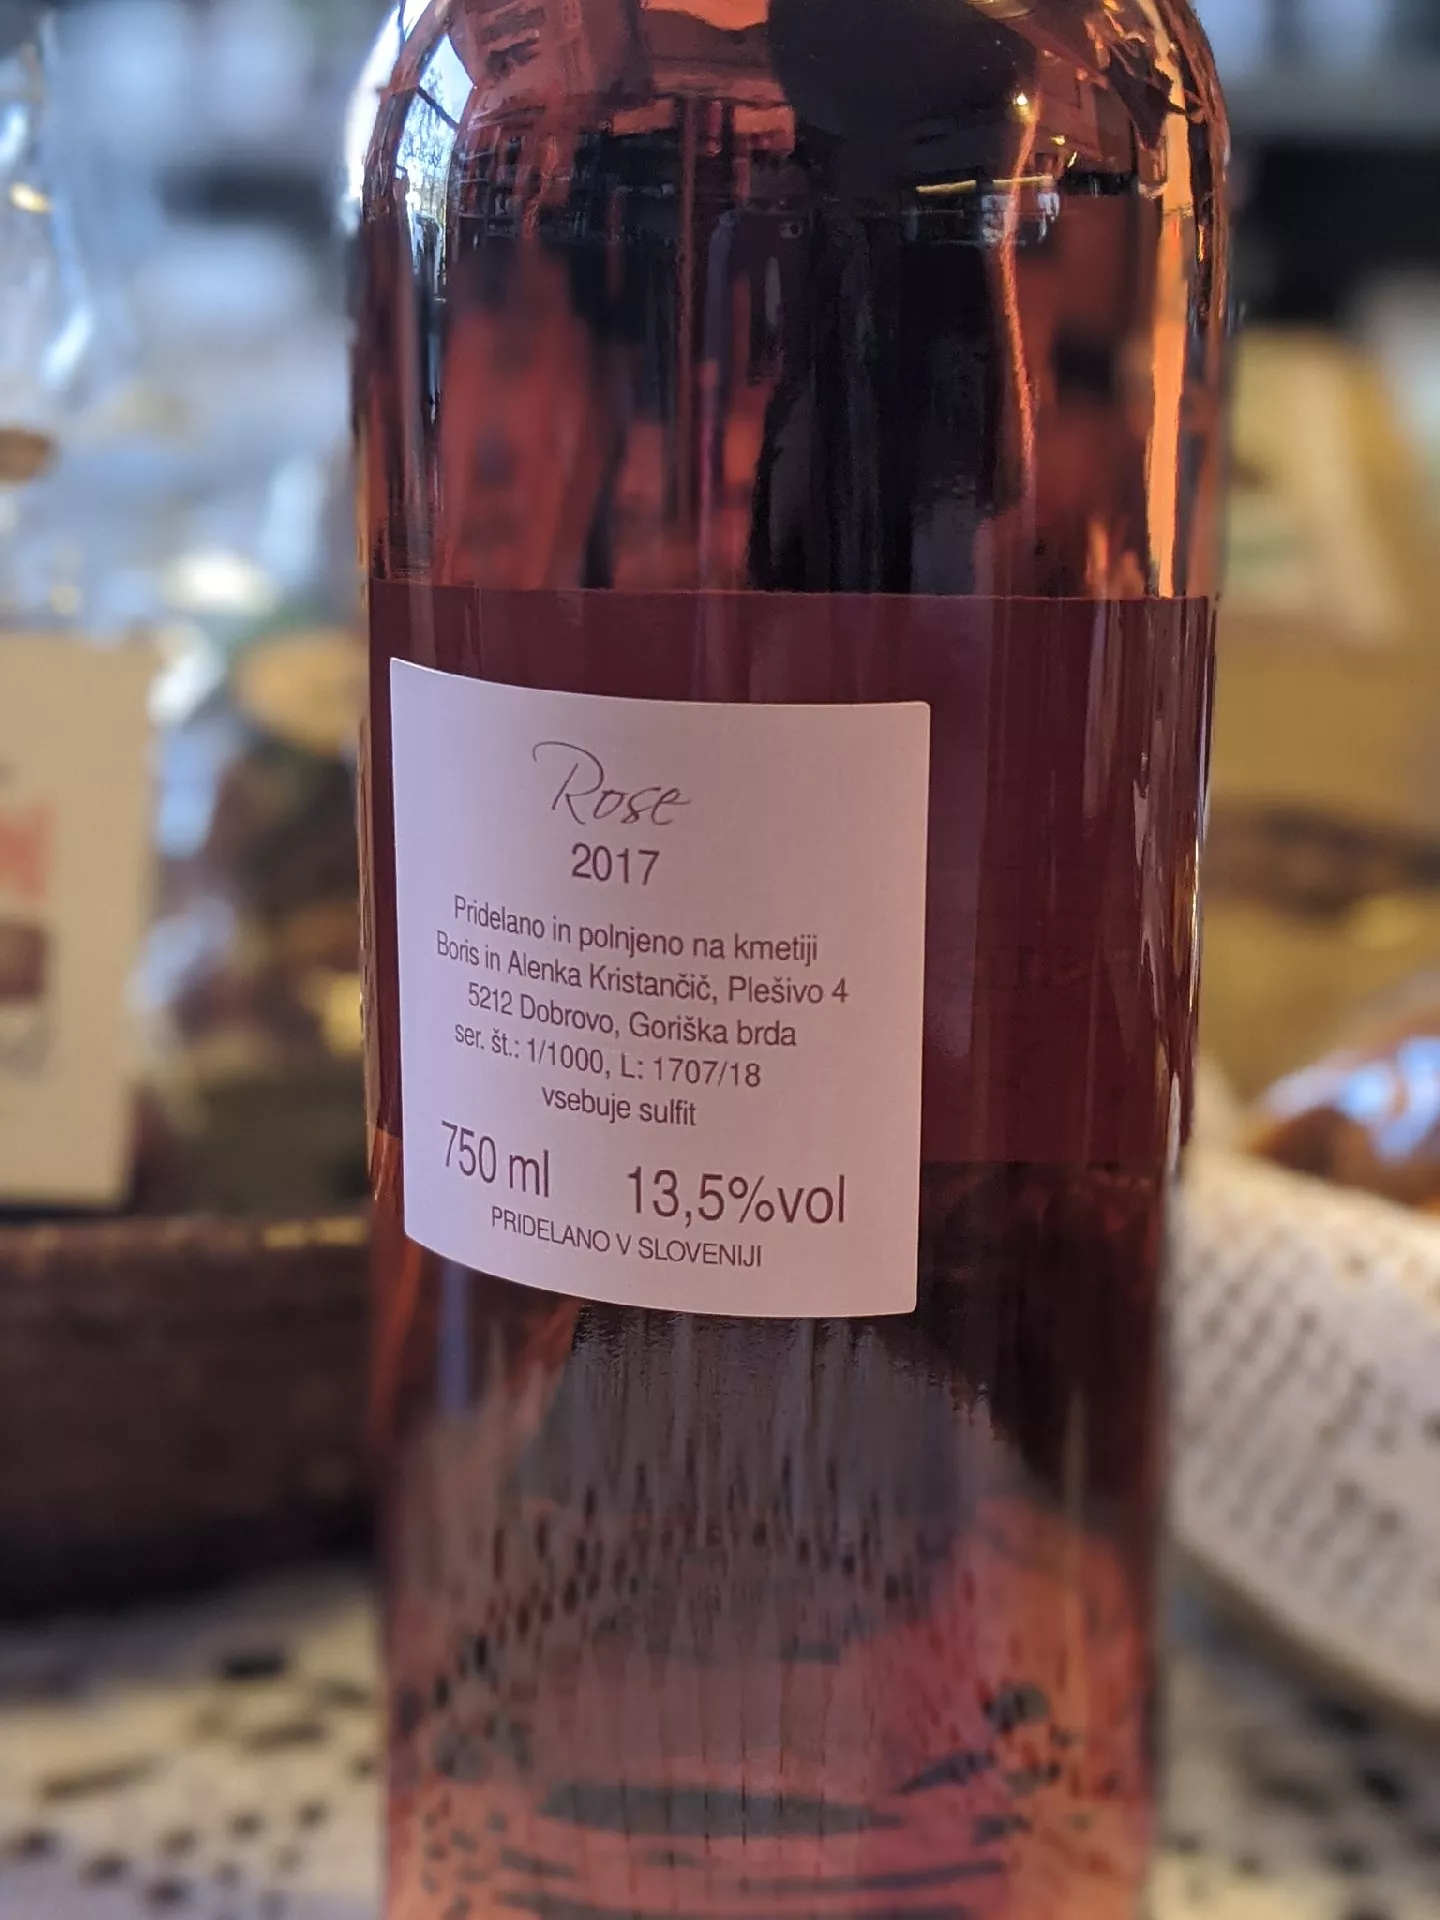 Rose
2017
Pridelano in polnjeno na kmetiji
Boris in Alenka Kristančič, Plešivo 4
5212 Dobrovo, Goriška brda
ser. št.: 1/1000, L: 1707/18
vsebuje sulfit
750 ml 13,5%vol
PRIDELANO V SLOVENIJI